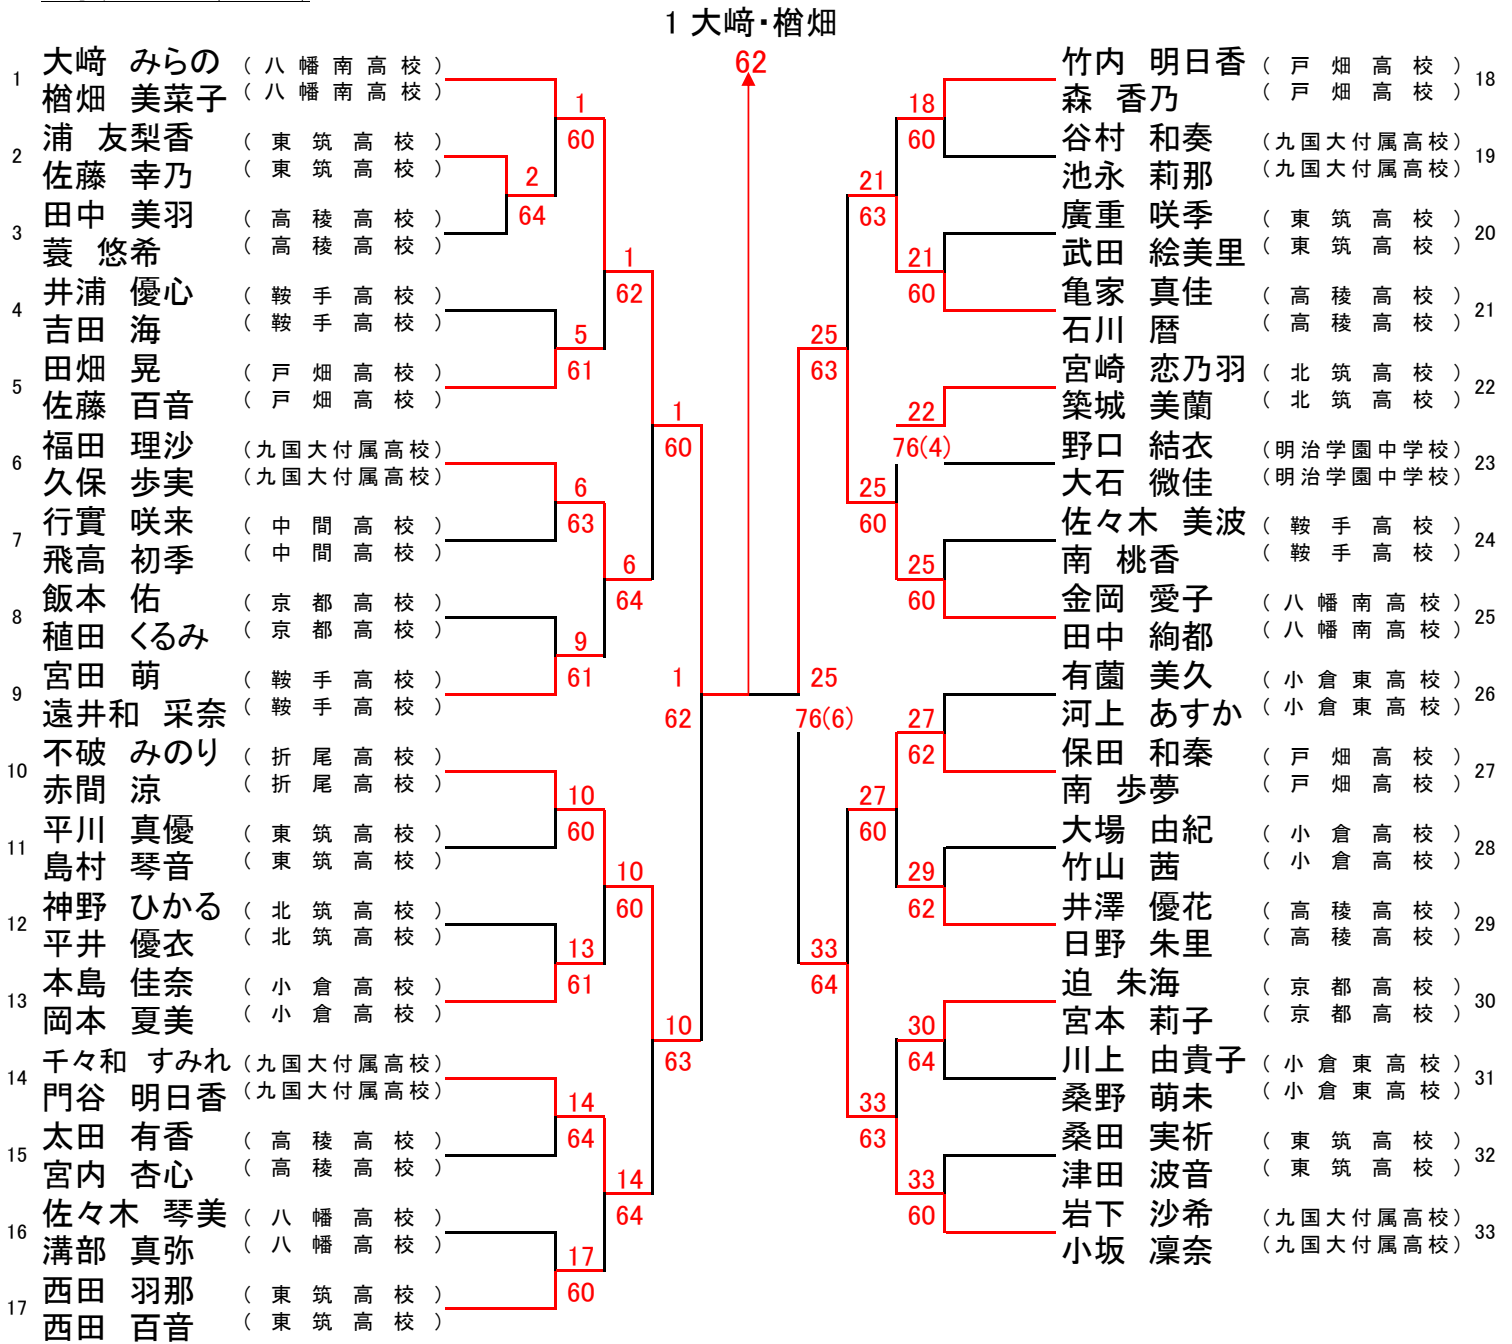 1 大﨑・楢畑
62
1
大﨑 みらの (八幡南高校)
楢畑 美菜子 (八幡南高校)
2
浦 友梨香 (東筑高校)
佐藤 幸乃 (東筑高校)
3
田中 美羽 (高稜高校)
蓑 悠希 (高稜高校)
4
井浦 優心 (鞍手高校)
吉田 海 (鞍手高校)
5
田畑 晃 (戸畑高校)
佐藤 百音 (戸畑高校)
6
福田 理沙 (九国大付属高校)
久保 歩実 (九国大付属高校)
7
行實 咲来 (中間高校)
飛高 初季 (中間高校)
8
飯本 佑 (京都高校)
稙田 くるみ (京都高校)
9
宮田 萌 (鞍手高校)
遠井和 采奈 (鞍手高校)
10
不破 みのり (折尾高校)
赤間 涼 (折尾高校)
11
平川 真優 (東筑高校)
島村 琴音 (東筑高校)
12
神野 ひかる (北筑高校)
平井 優衣 (北筑高校)
13
本島 佳奈 (小倉高校)
岡本 夏美 (小倉高校)
14
千々和 すみれ (九国大付属高校)
門谷 明日香 (九国大付属高校)
15
太田 有香 (高稜高校)
宮内 杏心 (高稜高校)
16
佐々木 琴美 (八幡高校)
溝部 真弥 (八幡高校)
17
西田 羽那 (東筑高校)
西田 百音 (東筑高校)
2
64
1
60
5
61
6
63
9
61
10
60
13
61
14
64
17
60
1
62
6
64
10
60
14
64
1
60
10
63
1
62
25
76(6)
25
63
33
64
21
63
25
60
27
60
33
63
18
60
21
60
22
76(4)
25
60
27
62
29
62
30
64
33
60
竹内 明日香 (戸畑高校)
森 香乃 (戸畑高校)
18
谷村 和奏 (九国大付属高校)
池永 莉那 (九国大付属高校)
19
廣重 咲季 (東筑高校)
武田 絵美里 (東筑高校)
20
亀家 真佳 (高稜高校)
石川 暦 (高稜高校)
21
宮崎 恋乃羽 (北筑高校)
築城 美蘭 (北筑高校)
22
野口 結衣 (明治学園中学校)
大石 微佳 (明治学園中学校)
23
佐々木 美波 (鞍手高校)
南 桃香 (鞍手高校)
24
金岡 愛子 (八幡南高校)
田中 絢都 (八幡南高校)
25
有薗 美久 (小倉東高校)
河上 あすか (小倉東高校)
26
保田 和秦 (戸畑高校)
南 歩夢 (戸畑高校)
27
大場 由紀 (小倉高校)
竹山 茜 (小倉高校)
28
井澤 優花 (高稜高校)
日野 朱里 (高稜高校)
29
迫 朱海 (京都高校)
宮本 莉子 (京都高校)
30
川上 由貴子 (小倉東高校)
桑野 萌未 (小倉東高校)
31
桑田 実祈 (東筑高校)
津田 波音 (東筑高校)
32
岩下 沙希 (九国大付属高校)
小坂 凜奈 (九国大付属高校)
33